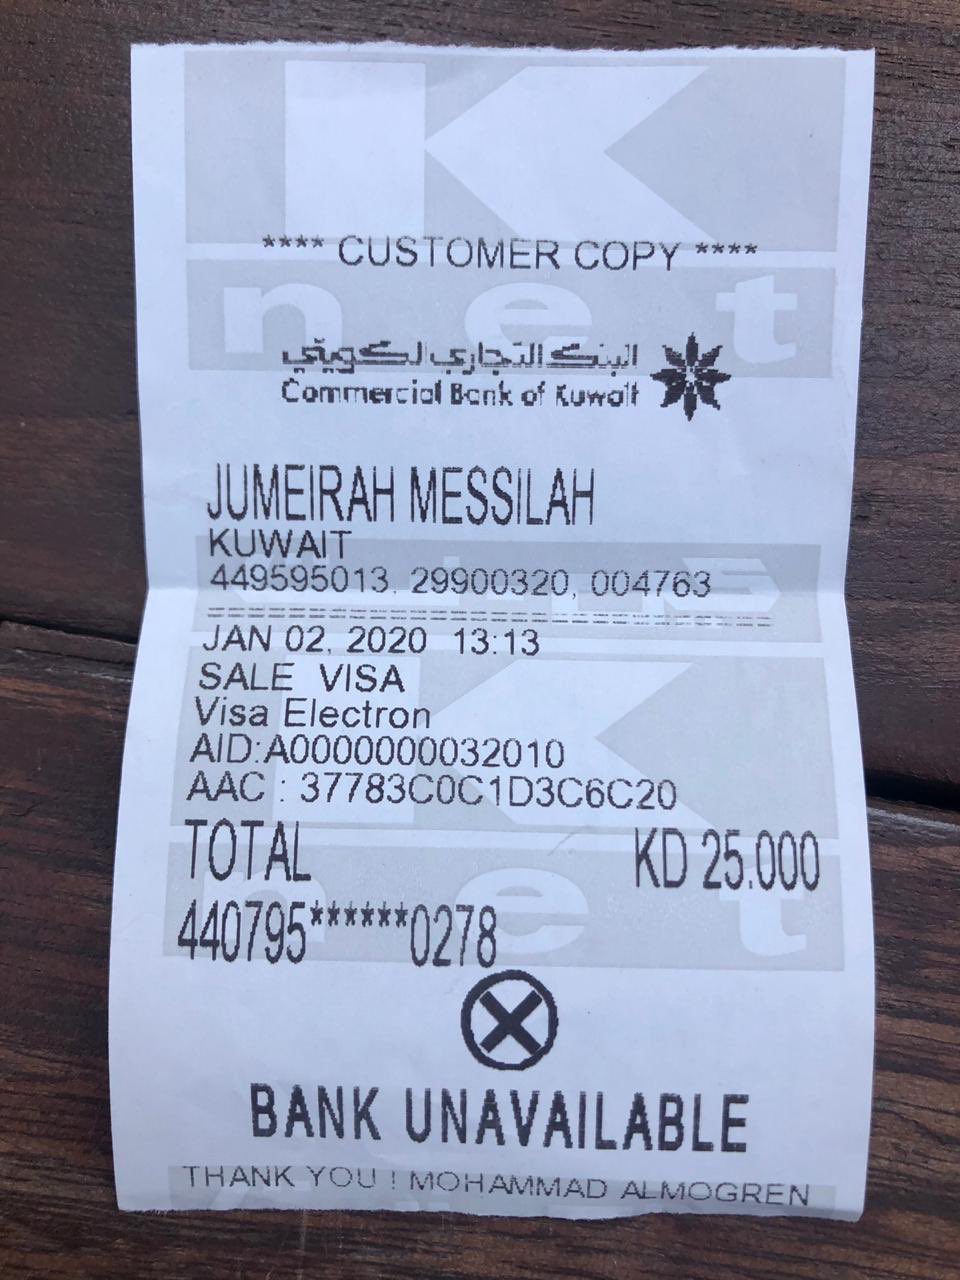 K
**** CUSTOMER COPY ****
n e t
البنك التجاري الكويتي
Commercial Bank of Kuwait
JUMEIRAH MESSILAH
KUWAIT
449595013. 29900320, 004763
JAN 02, 2020 13:13
SALE VISA
Visa Electron
AID:A0000000032010
AAC : 37783C0C1D3C6C20
K
TOTAL KD 25.000
n e t
440795******0278
BANK UNAVAILABLE
THANK YOU ! MOHAMMAD ALMOGREN